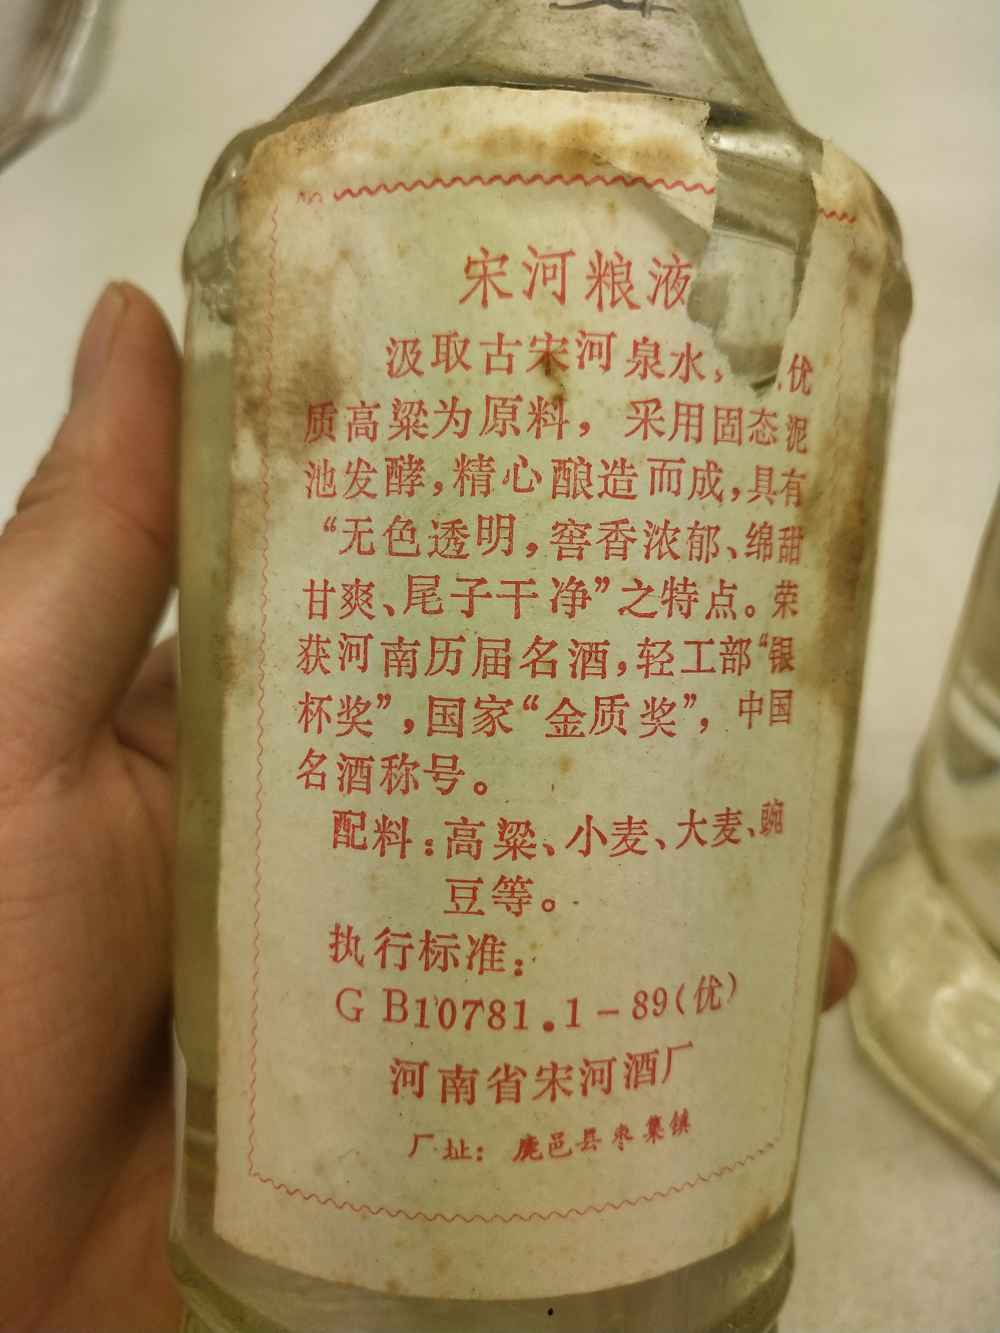 宋河粮液
汲取古宋河泉水，优
质高粱为原料，采用固态泥
池发酵，精心酿造而成，具有
“无色透明，窖香浓郁、绵甜
甘爽、尾子干净”之特点。荣
获河南历届名酒，轻工部“银
杯奖”，国家“金质奖”，中国
名酒称号。
配料：高粱、小麦、大麦、豌
豆等。
执行标准：
GB10781.1-89(优)
河南省宋河酒厂
厂址：鹿邑县枣集镇